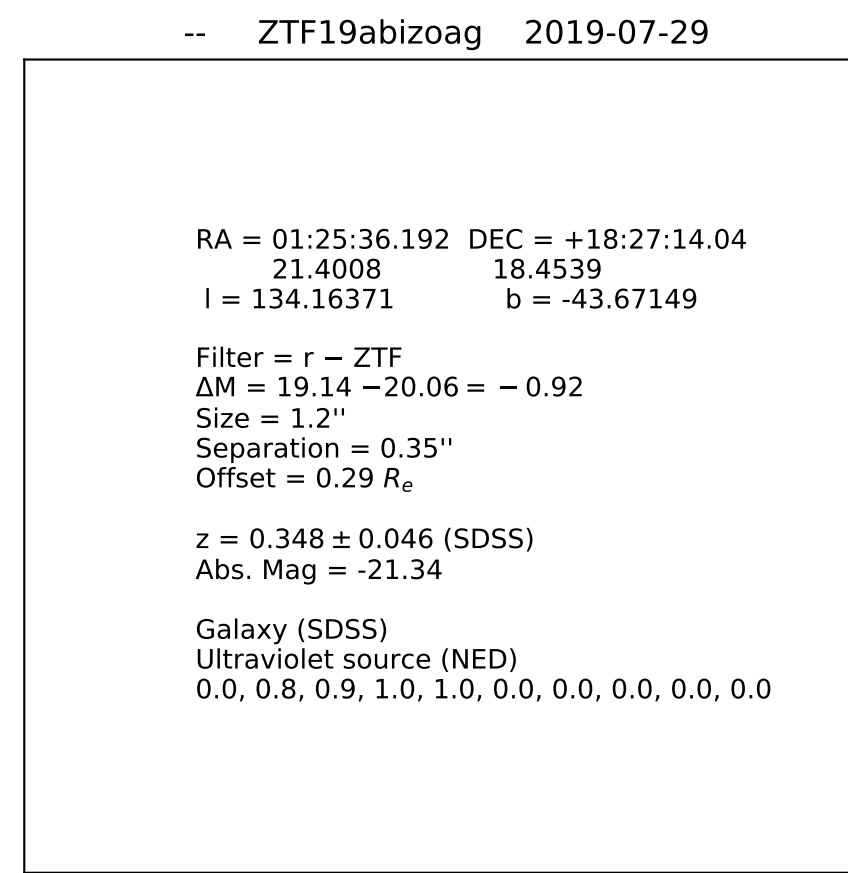 -- ZTF19abizoag 2019-07-29
RA = 01:25:36.192 DEC = +18:27:14.04
21.4008 18.4539
l = 134.16371 b = -43.67149
Filter = r − ZTF
ΔM = 19.14 −20.06 = − 0.92
Size = 1.2''
Separation = 0.35''
Offset = 0.29 Re
z = 0.348 ± 0.046 (SDSS)
Abs. Mag = -21.34
Galaxy (SDSS)
Ultraviolet source (NED)
0.0, 0.8, 0.9, 1.0, 1.0, 0.0, 0.0, 0.0, 0.0, 0.0